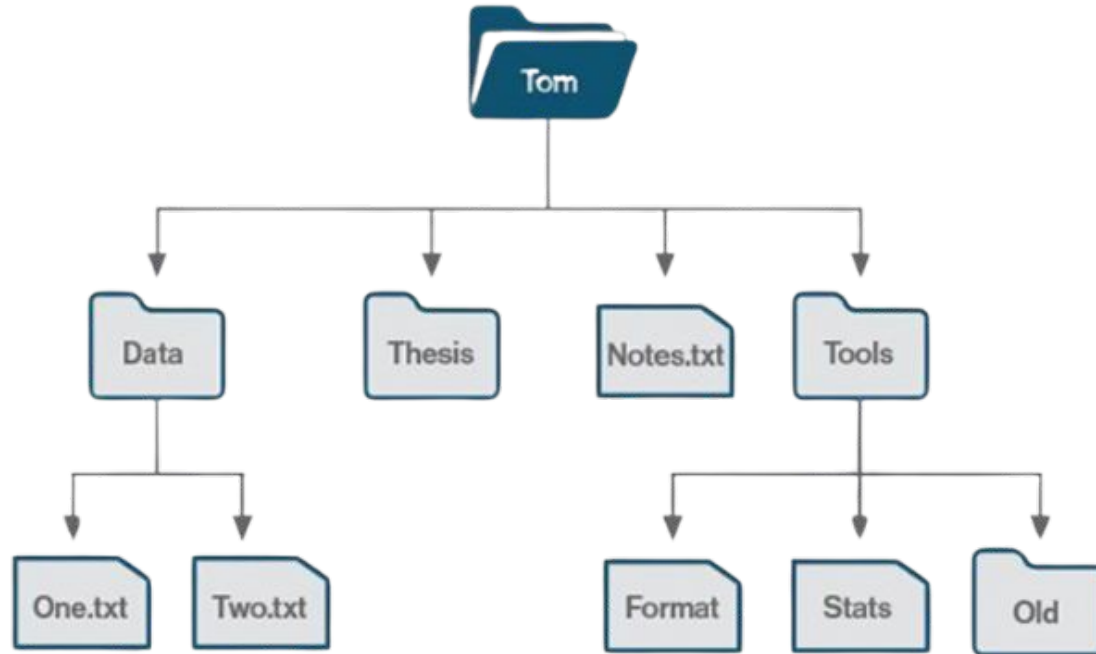 Tom
Data
Thesis
Notes.txt
Tools
One.txt
Two.txt
Format
Stats
Old